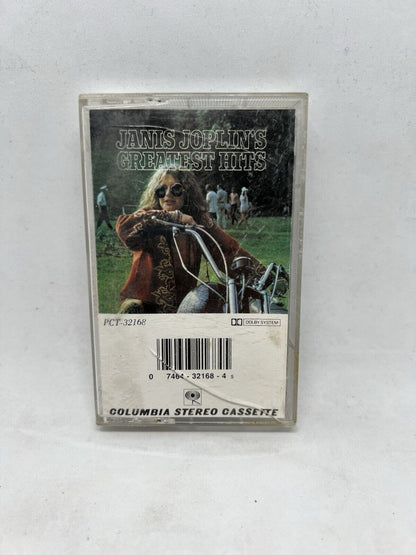 JANIS JOPLIN'S
GREATEST HITS
PCT-32168
DOLBY SYSTEM
0 7464-32168-4 s
COLUMBIA STEREO CASSETTE